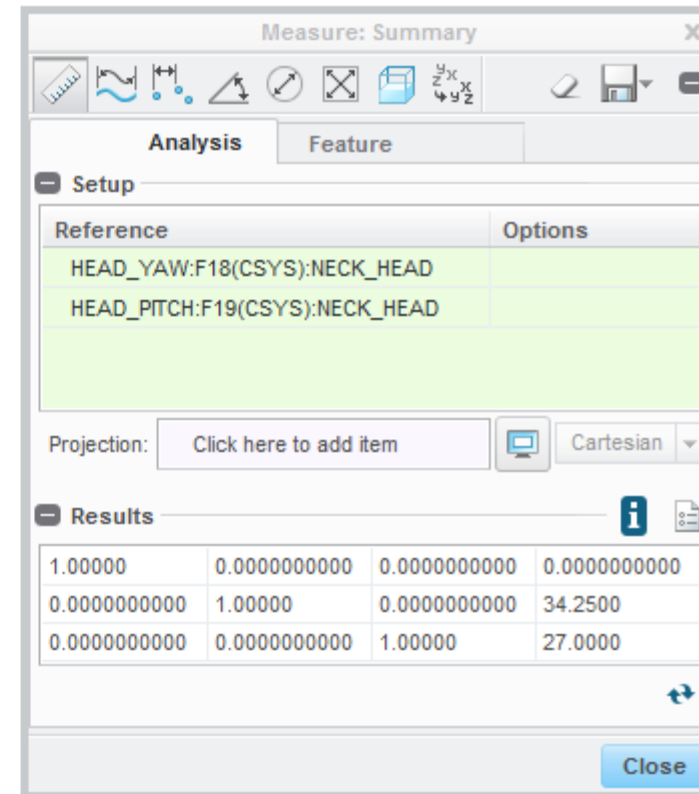 Measure: Summary
Analysis Feature
Setup
Reference Options
HEAD_YAW:F18(CSYS):NECK_HEAD
HEAD_PITCH:F19(CSYS):NECK_HEAD
Projection: Click here to add item Cartesian
Results
1.00000 0.0000000000 0.0000000000 0.0000000000
0.0000000000 1.00000 0.0000000000 34.2500
0.0000000000 0.0000000000 1.00000 27.0000
Close